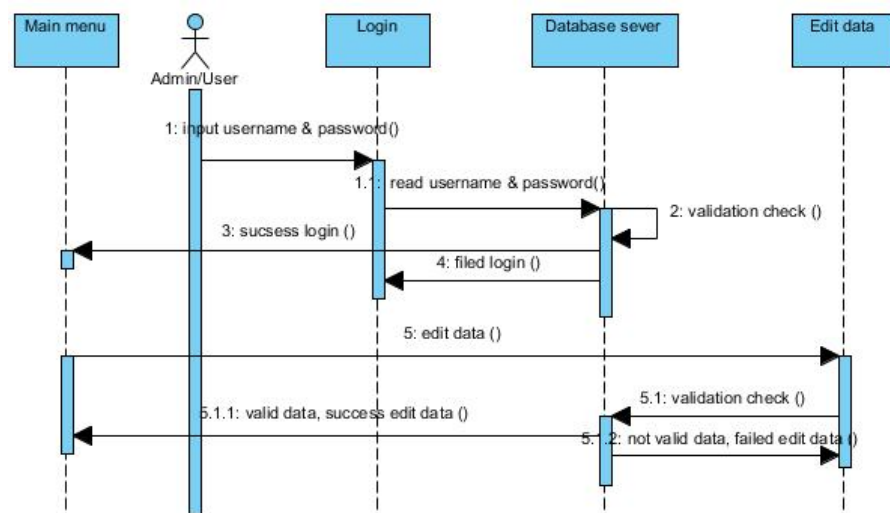 Main menu
Login
Database sever
Edit data
Admin/User
1: input username & password()
1.1: read username & password()
2: validation check ()
3: sucsess login ()
4: filed login ()
5: edit data ()
5.1: validation check ()
5.1.1: valid data, success edit data ()
5.1.2: not valid data, failed edit data ()